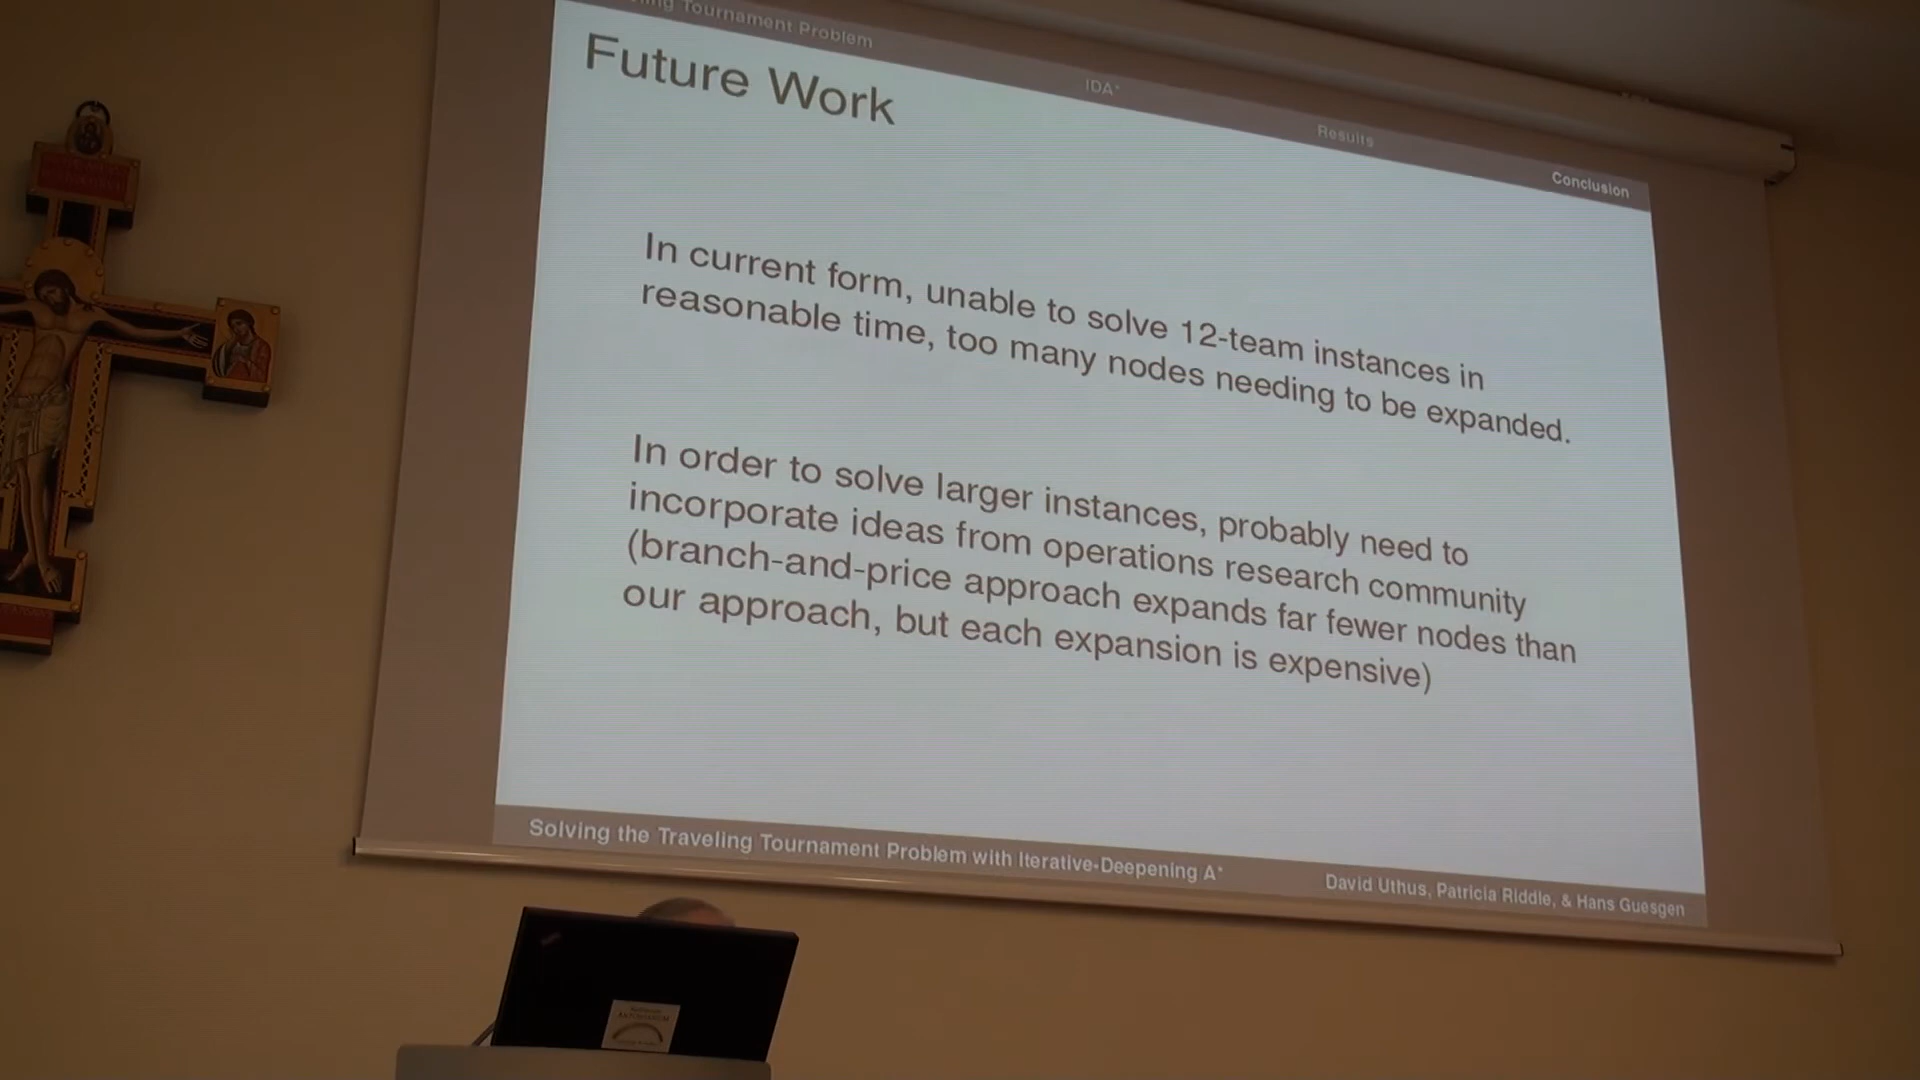 Tournament Problem
IDA*
Results
Conclusion
Future Work
In current form, unable to solve 12-team instances in
reasonable time, too many nodes needing to be expanded.
In order to solve larger instances, probably need to
incorporate ideas from operations research community
(branch-and-price approach expands far fewer nodes than
our approach, but each expansion is expensive)
Solving the Traveling Tournament Problem with Iterative-Deepening A*
David Uthus, Patricia Riddle, & Hans Guesgen
ANTONIANUM